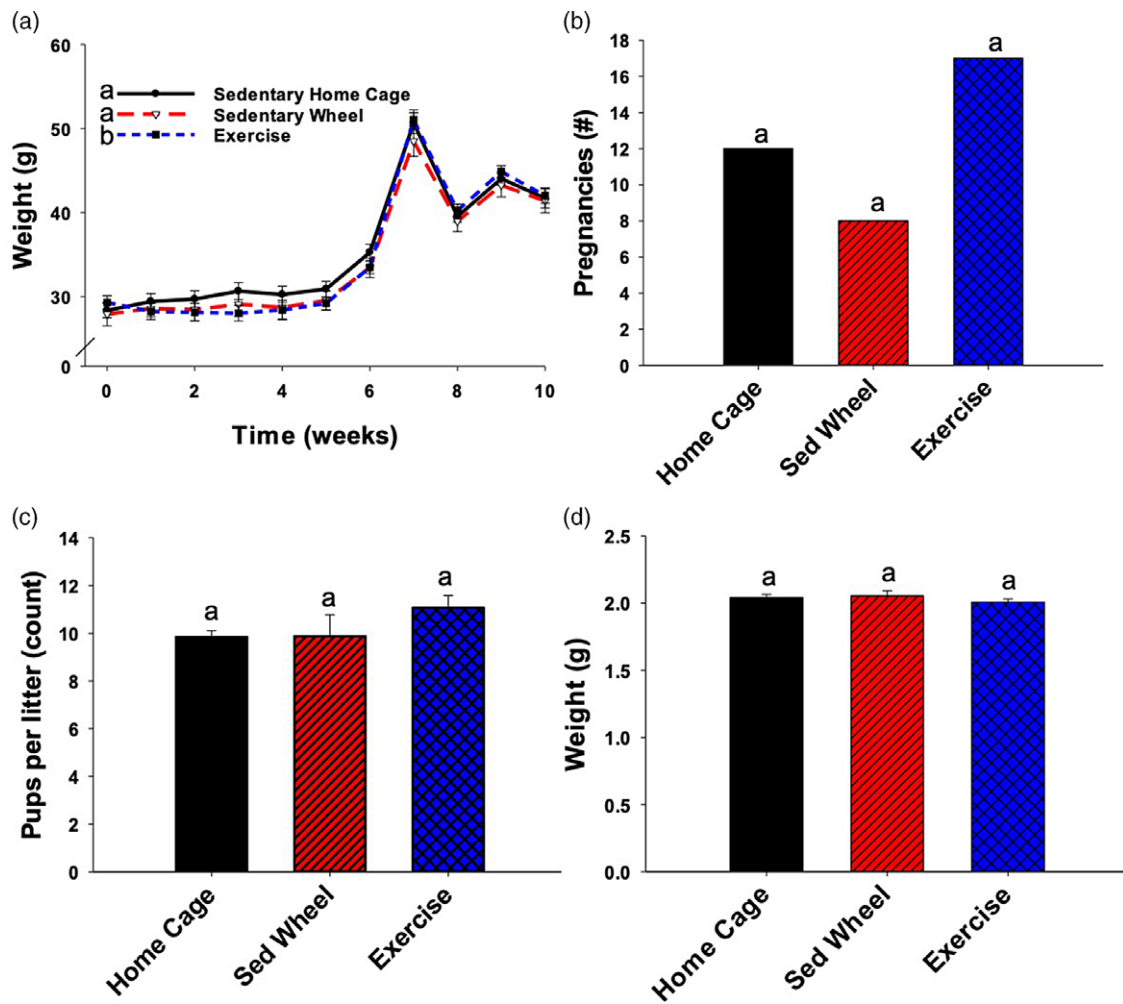 (a)
60
50
40
30
0
Weight (g)
a Sedentary Home Cage
a Sedentary Wheel
b Exercise
0 2 4 6 8 10
Time (weeks)
(b)
18
16
14
12
10
8
6
4
2
0
Pregnancies (#)
a
a
a
Home Cage
Sed Wheel
Exercise
(c)
14
12
10
8
6
4
2
0
Pups per litter (count)
a
a
a
Home Cage
Sed Wheel
Exercise
(d)
2.5
2.0
1.5
1.0
0.5
0.0
Weight (g)
a
a
a
Home Cage
Sed Wheel
Exercise